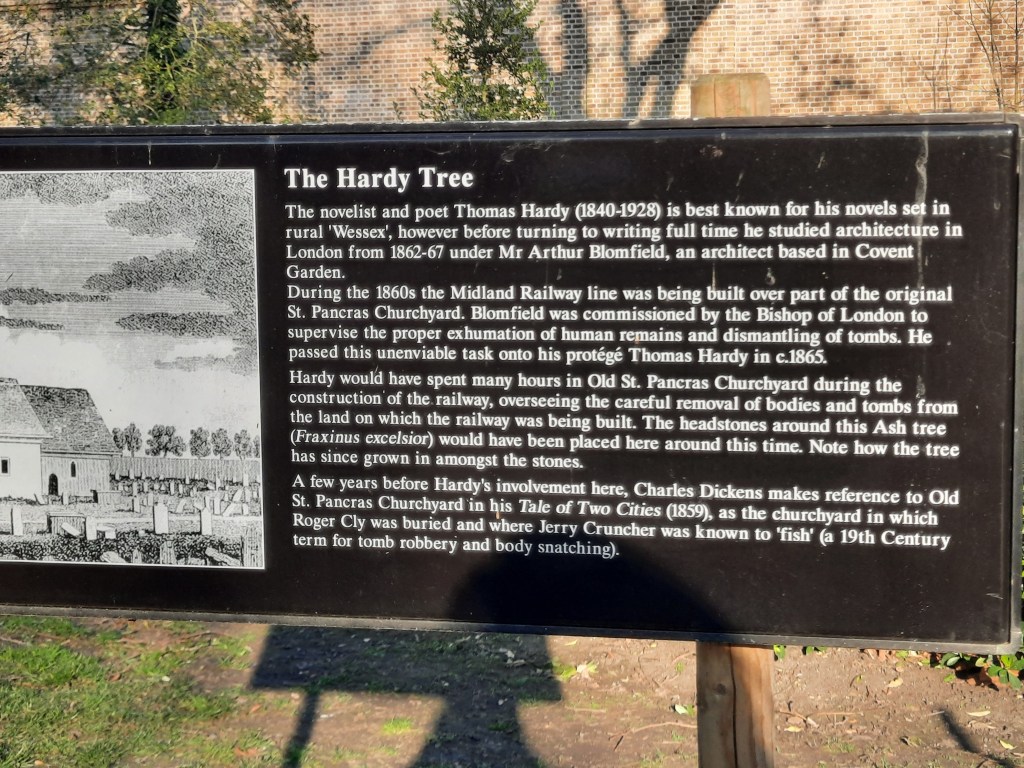 The Hardy Tree
The novelist and poet Thomas Hardy (1840-1928) is best known for his novels set in
rural 'Wessex', however before turning to writing full time he studied architecture in
London from 1862-67 under Mr Arthur Blomfield, an architect based in Covent
Garden.
During the 1860s the Midland Railway line was being built over part of the original
St. Pancras Churchyard. Blomfield was commissioned by the Bishop of London to
supervise the proper exhumation of human remains and dismantling of tombs. He
passed this unenviable task onto his protégé Thomas Hardy in c.1865.
Hardy would have spent many hours in Old St. Pancras Churchyard during the
construction of the railway, overseeing the careful removal of bodies and tombs from
the land on which the railway was being built. The headstones around this Ash tree
(Fraxinus excelsior) would have been placed here around this time. Note how the tree
has since grown in amongst the stones.
A few years before Hardy's involvement here, Charles Dickens makes reference to Old
St. Pancras Churchyard in his Tale of Two Cities (1859), as the churchyard in which
Roger Cly was buried and where Jerry Cruncher was known to 'fish' (a 19th Century
term for tomb robbery and body snatching).